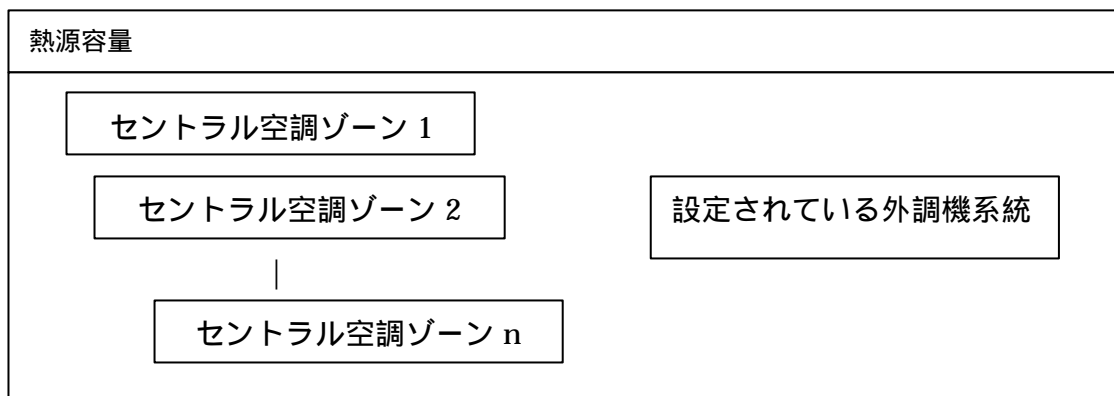 熱源容量
セントラル空調ゾーン 1
セントラル空調ゾーン 2
設定されている外調機系統
｜
セントラル空調ゾーン n